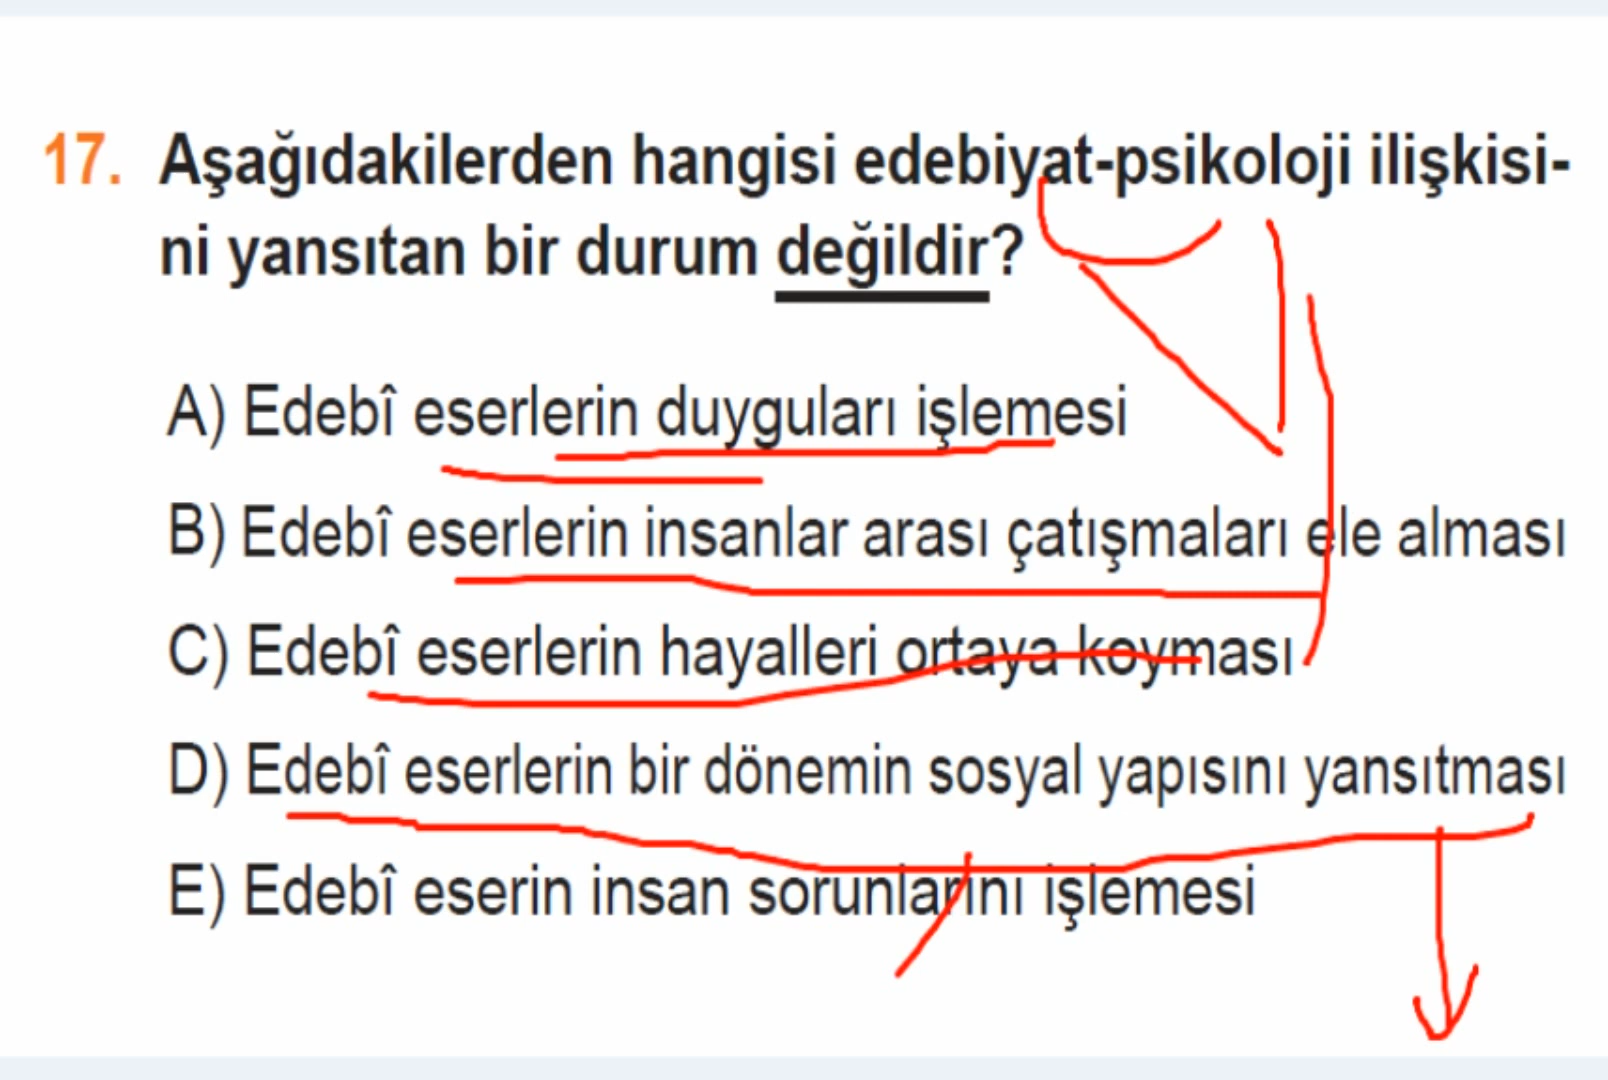 17. Aşağıdakilerden hangisi edebiyat-psikoloji ilişkisi-
ni yansıtan bir durum değildir?
A) Edebî eserlerin duyguları işlemesi
B) Edebî eserlerin insanlar arası çatışmaları ele alması
C) Edebî eserlerin hayalleri ortaya koyması
D) Edebî eserlerin bir dönemin sosyal yapısını yansıtması
E) Edebî eserin insan sorunlarını işlemesi